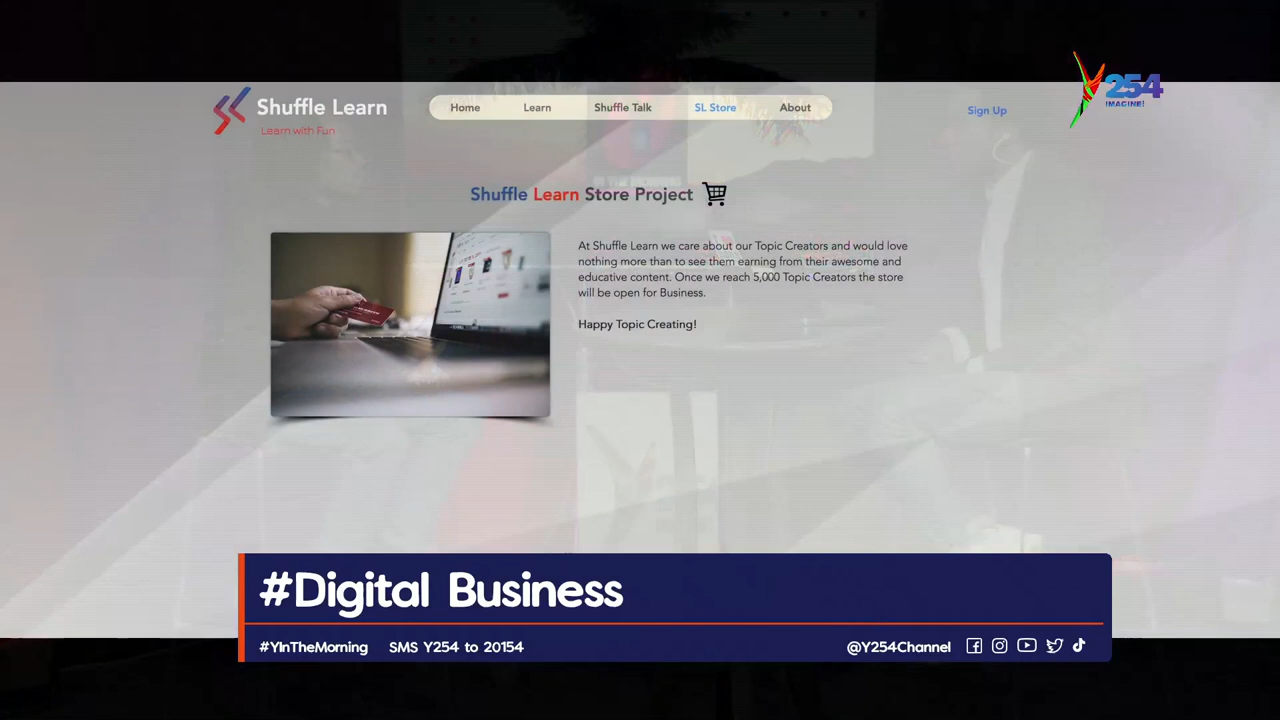 254
IMAGINE!
Shuffle Learn
Learn with Fun
Home Learn Shuffle Talk SL Store About
Sign Up
Shuffle Learn Store Project
At Shuffle Learn we care about our Topic Creators and would love
nothing more than to see them earning from their awesome and
educative content. Once we reach 5,000 Topic Creators the store
will be open for Business.
Happy Topic Creating!
#Digital Business
#YInTheMorning SMS Y254 to 20154
@Y254Channel